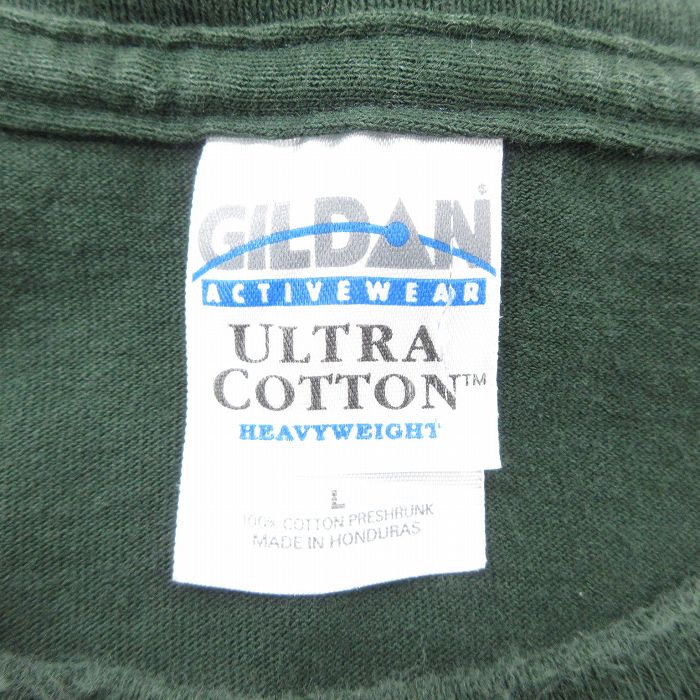 GILDAN
ACTIVEWEAR
ULTRA
COTTON™
HEAVYWEIGHT
L
100% COTTON PRESHRUNK
MADE IN HONDURAS